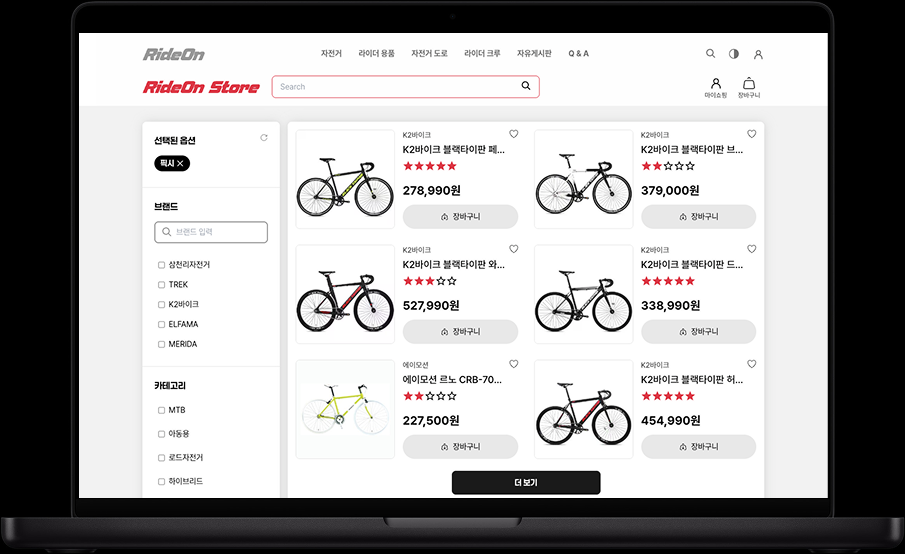 RideOn
자전거 라이더 용품 자전거 도로 라이더 크루 자유게시판 Q & A
RideOn Store
Search
마이쇼핑 장바구니
선택된 옵션
픽시 ×
브랜드
브랜드 입력
삼천리자전거
TREK
K2바이크
ELFAMA
MERIDA
카테고리
MTB
아동용
로드자전거
하이브리드
K2바이크
K2바이크 블랙타이판 페...
278,990원
장바구니
K2바이크
K2바이크 블랙타이판 브...
379,000원
장바구니
K2바이크
K2바이크 블랙타이판 와...
527,990원
장바구니
K2바이크
K2바이크 블랙타이판 드...
338,990원
장바구니
에이모션
에이모션 르노 CRB-70...
227,500원
장바구니
K2바이크
K2바이크 블랙타이판 허...
454,990원
장바구니
더 보기